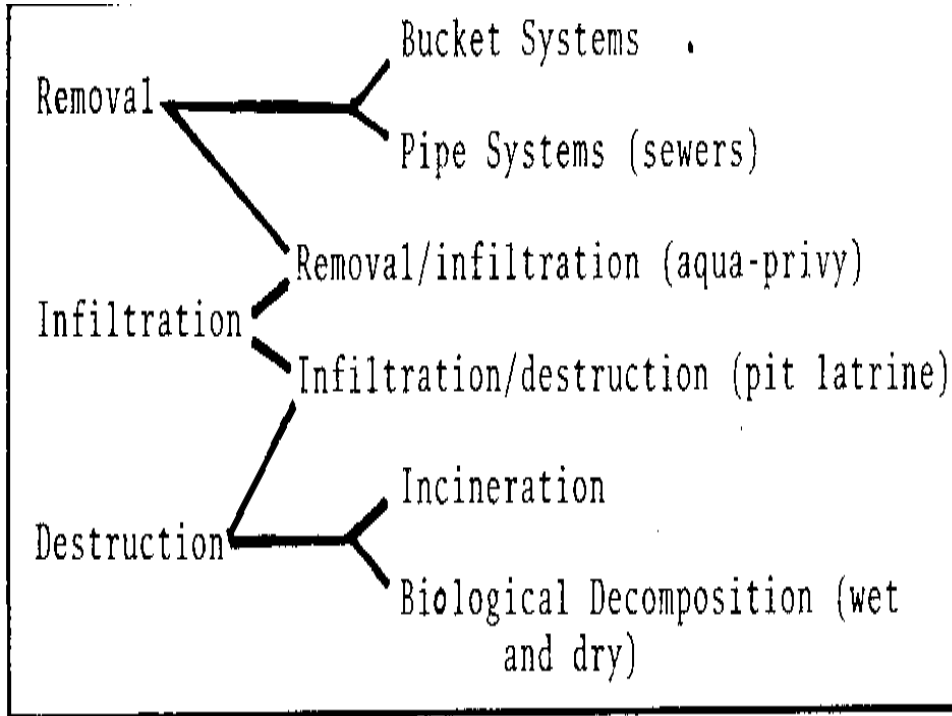 Bucket Systems
Removal
Pipe Systems (sewers)
Removal/infiltration (aqua-privy)
Infiltration
Infiltration/destruction (pit latrine)
Incineration
Destruction
Biological Decomposition (wet
and dry)